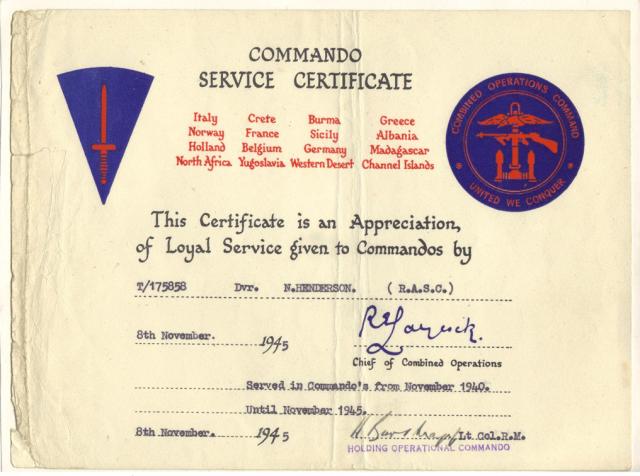 COMMANDO
SERVICE CERTIFICATE
Italy Crete Burma Greece
Norway France Sicily Albania
Holland Belgium Germany Madagascar
North Africa Yugoslavia Western Desert Channel Islands
COMBINED OPERATIONS COMMAND
UNITED WE CONQUER
This Certificate is an Appreciation,
of Loyal Service given to Commandos by
T/175858 Dvr. N.HENDERSON. (R.A.S.C.)
8th November. 1945
Chief of Combined Operations
Served in Commando's from November 1940.
Until November 1945.
8th November. 1945 Lt Col.R.M.
HOLDING OPERATIONAL COMMANDO